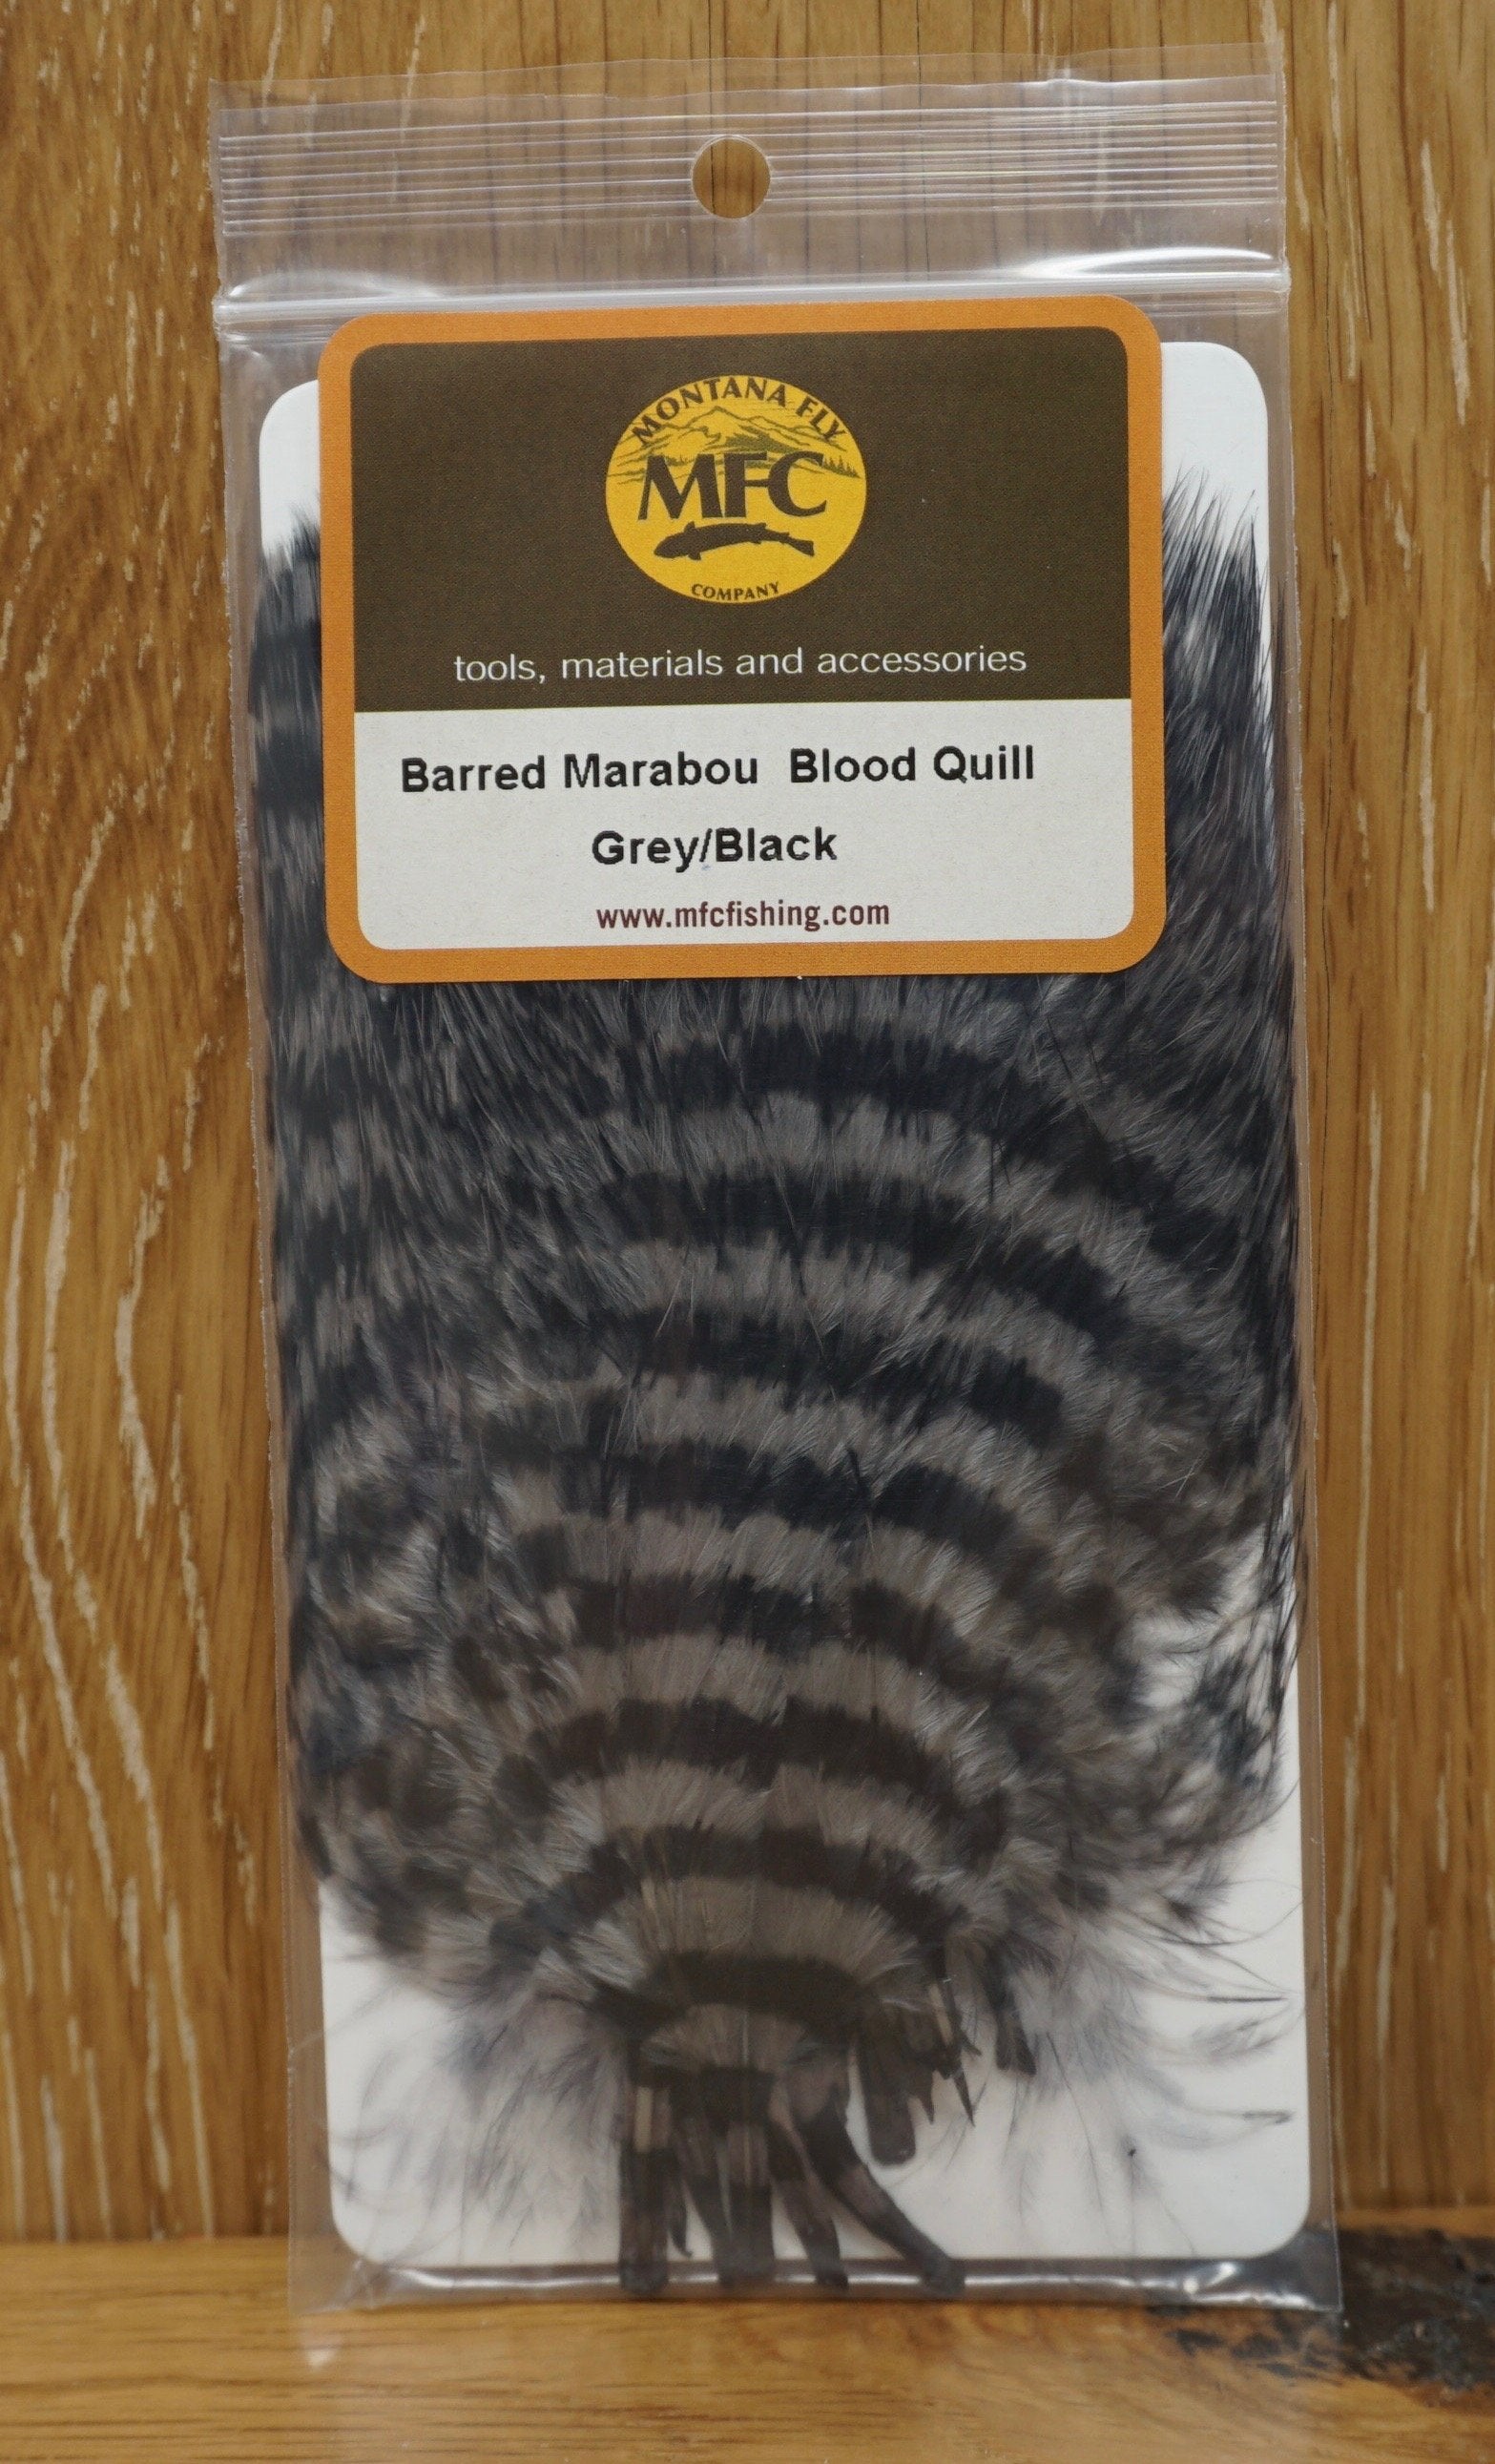 MONTANA FLY
MFC
COMPANY
tools, materials and accessories
Barred Marabou Blood Quill
Grey/Black
www.mfcfishing.com